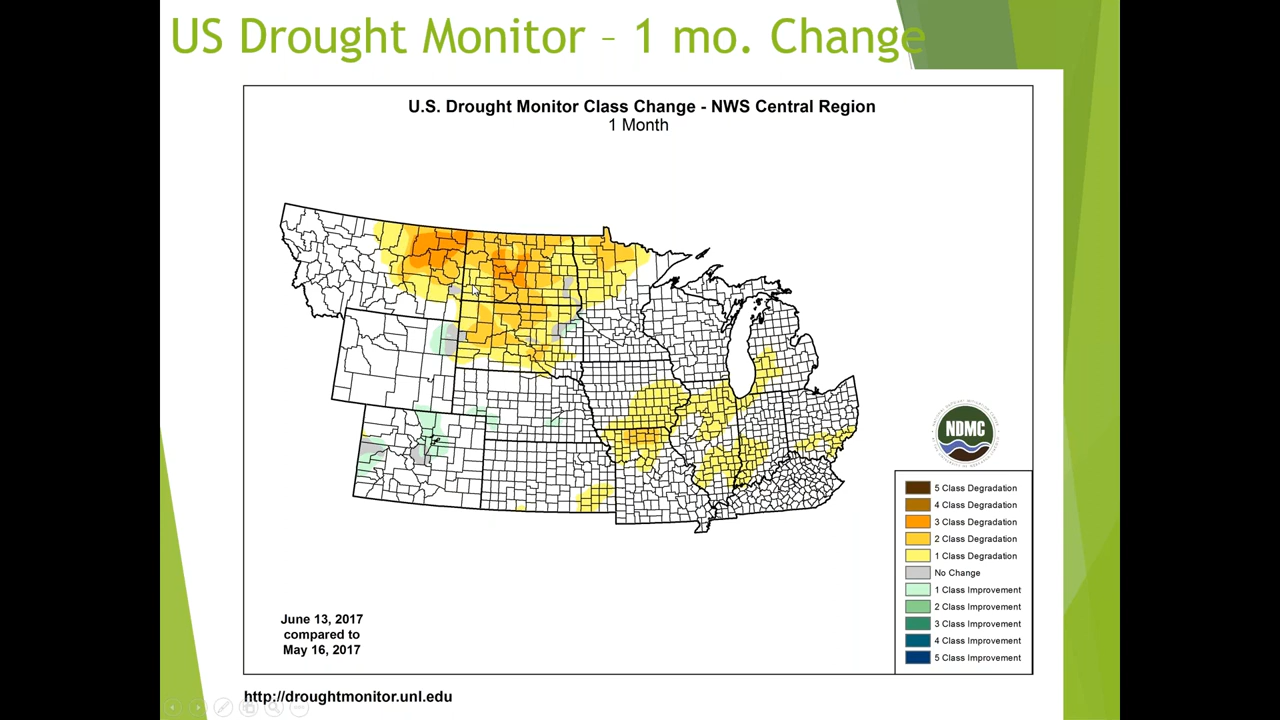 US Drought Monitor – 1 mo. Change
U.S. Drought Monitor Class Change - NWS Central Region
1 Month
NDMC
5 Class Degradation
4 Class Degradation
3 Class Degradation
2 Class Degradation
1 Class Degradation
No Change
1 Class Improvement
2 Class Improvement
3 Class Improvement
4 Class Improvement
5 Class Improvement
June 13, 2017
compared to
May 16, 2017
http://droughtmonitor.unl.edu